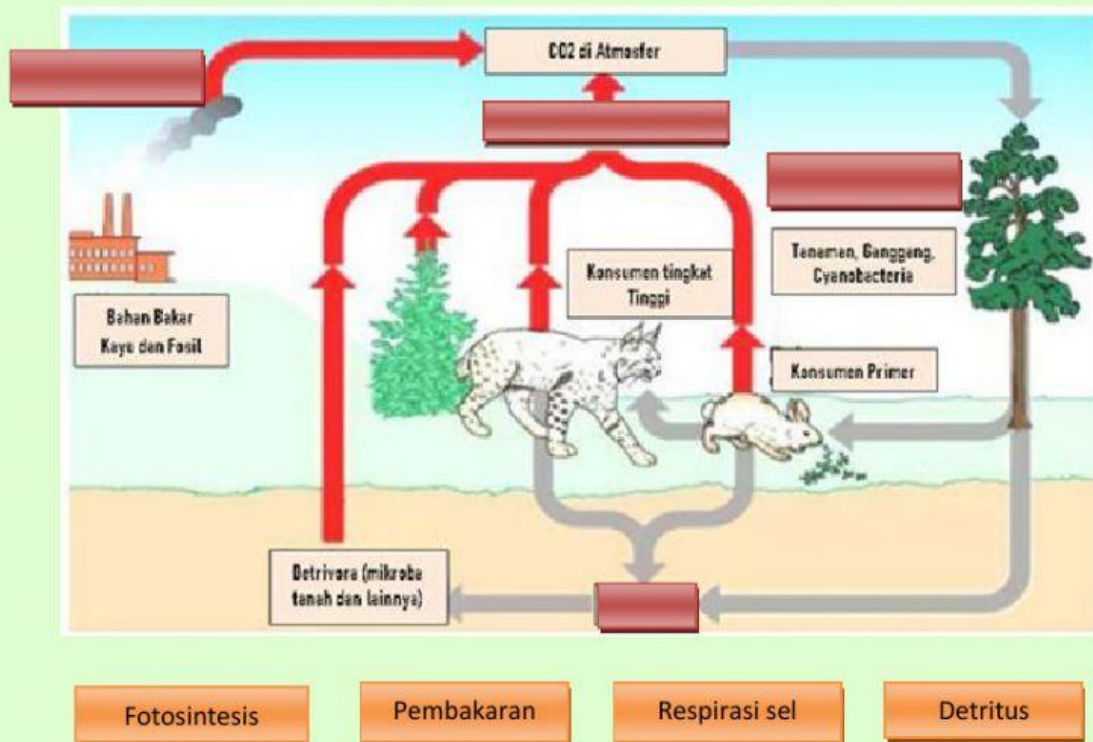 CO2 di Atmosfer
Tanaman, Ganggang,
Cyanobacteria
Konsumen tingkat
Tinggi
Bahan Bakar
Kayu dan Fosil
Konsumen Primer
Detrivora (mikroba
tanah dan lainnya)
Fotosintesis
Pembakaran
Respirasi sel
Detritus